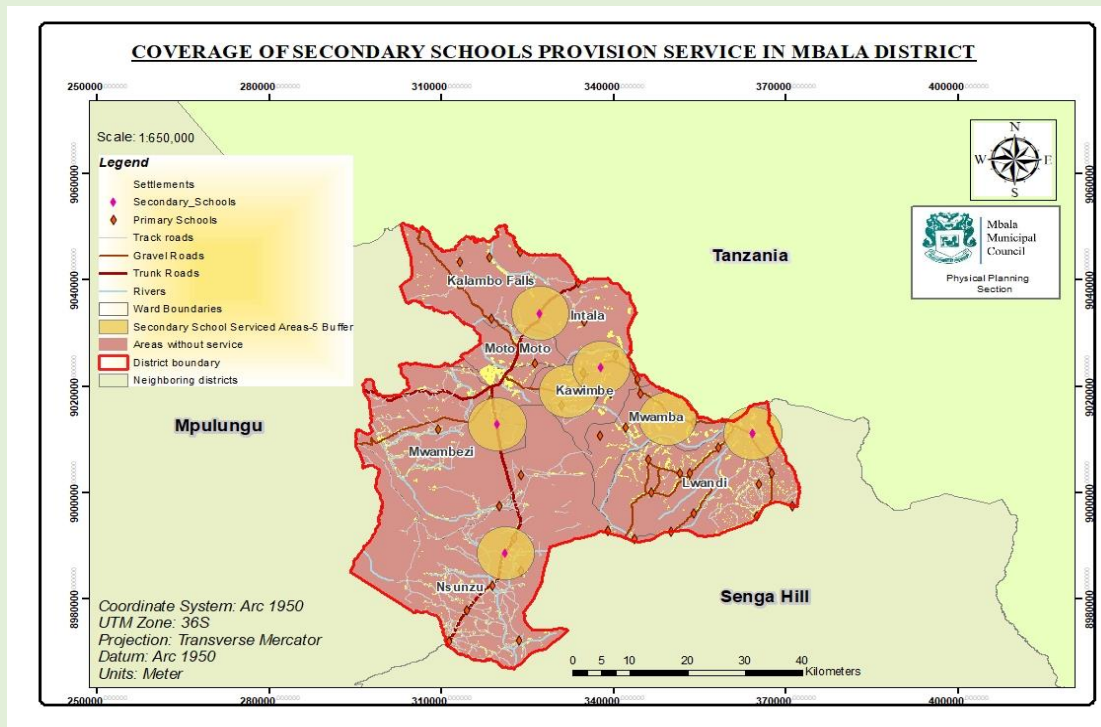 COVERAGE OF SECONDARY SCHOOLS PROVISION SERVICE IN MBALA DISTRICT
250000 280000 310000 340000 370000 400000
Scale: 1:650,000
Legend
Settlements
Secondary_Schools
Primary Schools
Track roads
Gravel Roads
Trunk Roads
Rivers
Ward Boundaries
Secondary School Serviced Areas-5 Buffer
Areas without service
District boundary
Neighboring districts
N
W E
S
Mbala
Municipal
Council
Physical Planning
Section
9060000 9060000
9040000 9040000
9020000 9020000
9000000 9000000
8980000 8980000
Tanzania
Kalambo Falls
Intala
Moto Moto
Kawimbe
Mwamba
Mpulungu
Mwambezi
Lwandi
Nsunzu
Senga Hill
Coordinate System: Arc 1950
UTM Zone: 36S
Projection: Transverse Mercator
Datum: Arc 1950
Units: Meter
0 5 10 20 30 40
Kilometers
250000 280000 310000 340000 370000 400000